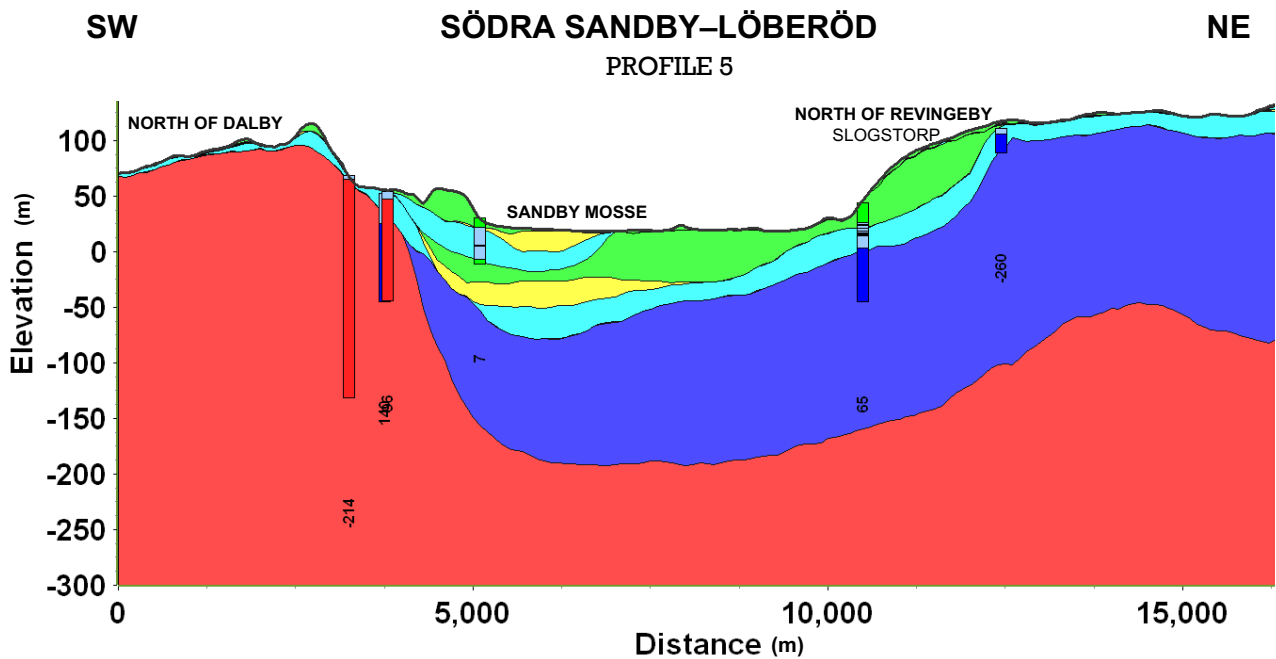 SW SÖDRA SANDBY–LÖBERÖD NE
PROFILE 5
NORTH OF DALBY
NORTH OF REVINGEBY
SLOGSTORP
SANDBY MOSSE
Elevation (m)
100
50
0
-50
-100
-150
-200
-250
-300
-214
7
65
-260
0 5,000 10,000 15,000
Distance (m)